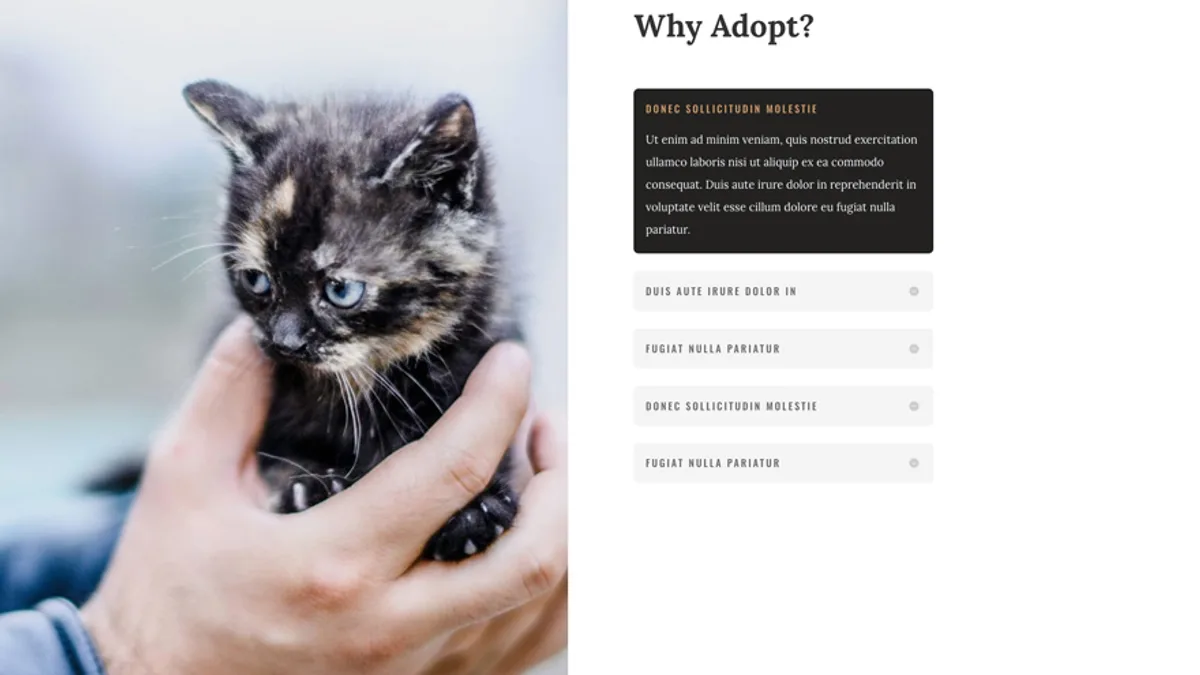 Why Adopt?
DONEC SOLLICITUDIN MOLESTIE
Ut enim ad minim veniam, quis nostrud exercitation
ullamco laboris nisi ut aliquip ex ea commodo
consequat. Duis aute irure dolor in reprehenderit in
voluptate velit esse cillum dolore eu fugiat nulla
pariatur.
DUIS AUTE IRURE DOLOR IN
FUGIAT NULLA PARIATUR
DONEC SOLLICITUDIN MOLESTIE
FUGIAT NULLA PARIATUR